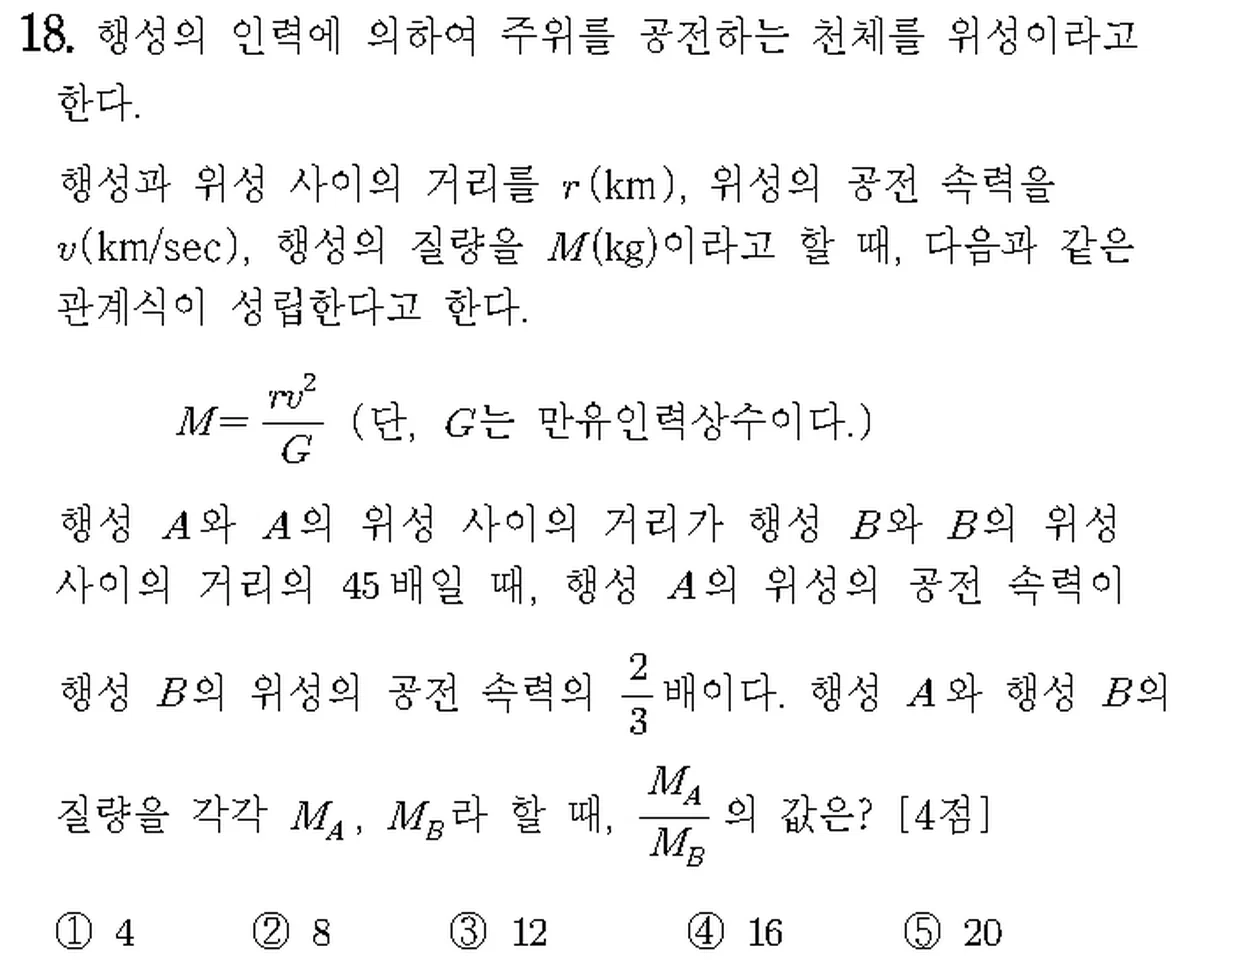 18. 행성의 인력에 의하여 주위를 공전하는 천체를 위성이라고
한다.
행성과 위성 사이의 거리를 r(km), 위성의 공전 속력을
v(km/sec), 행성의 질량을 M(kg)이라고 할 때, 다음과 같은
관계식이 성립한다고 한다.
M=\frac{rv^2}{G} (단, G는 만유인력상수이다.)
행성 A와 A의 위성 사이의 거리가 행성 B와 B의 위성
사이의 거리의 45배일 때, 행성 A의 위성의 공전 속력이
행성 B의 위성의 공전 속력의 \frac{2}{3}배이다. 행성 A와 행성 B의
질량을 각각 M_A, M_B라 할 때, \frac{M_A}{M_B}의 값은? [4점]
① 4 ② 8 ③ 12 ④ 16 ⑤ 20